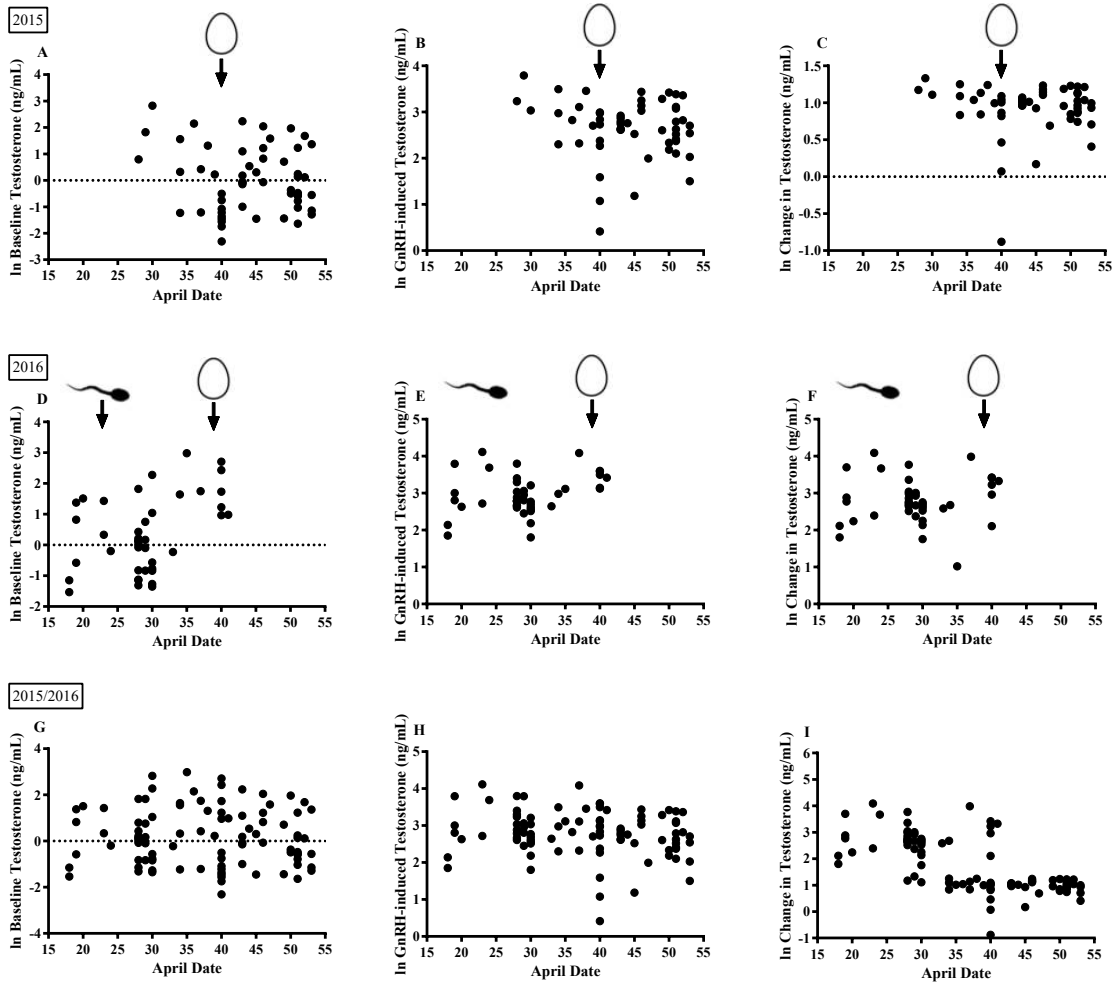 2015
A
B
C
ln Baseline Testosterone (ng/mL)
4
3
2
1
0
-1
-2
-3
15 20 25 30 35 40 45 50 55
April Date
ln GnRH-induced Testosterone (ng/mL)
4
3
2
1
0
15 20 25 30 35 40 45 50 55
April Date
ln Change in Testosterone (ng/mL)
1.5
1.0
0.5
0.0
-0.5
-1.0
15 20 25 30 35 40 45 50 55
April Date
2016
D
E
F
ln Baseline Testosterone (ng/mL)
4
3
2
1
0
-1
-2
15 20 25 30 35 40 45 50 55
April Date
ln GnRH-induced Testosterone (ng/mL)
5
4
3
2
1
0
15 20 25 30 35 40 45 50 55
April Date
ln Change in Testosterone (ng/mL)
5
4
3
2
1
0
15 20 25 30 35 40 45 50 55
April Date
2015/2016
G
H
I
ln Baseline Testosterone (ng/mL)
4
2
0
-2
-4
15 20 25 30 35 40 45 50 55
April Date
ln GnRH-induced Testosterone (ng/mL)
5
4
3
2
1
0
15 20 25 30 35 40 45 50 55
April Date
ln Change in Testosterone (ng/mL)
6
5
4
3
2
1
0
-1
15 20 25 30 35 40 45 50 55
April Date